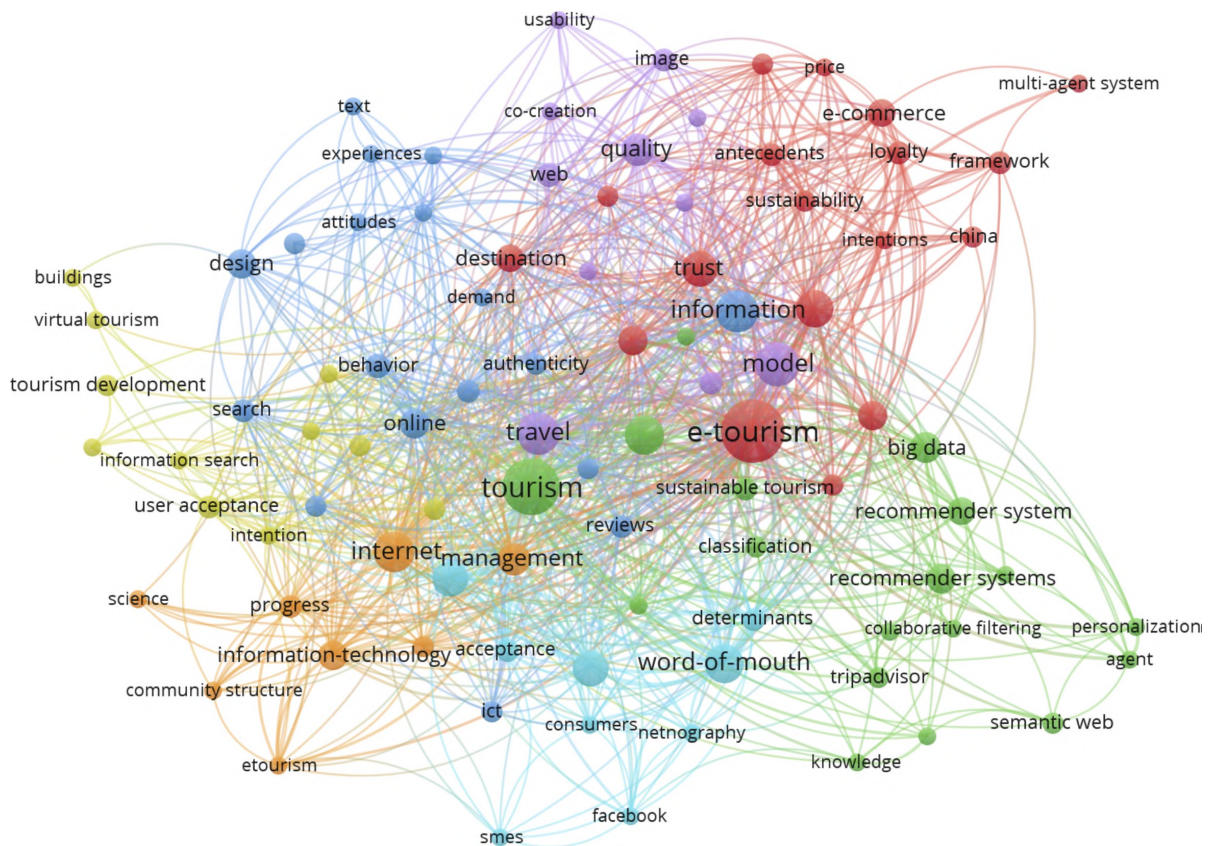 usability
image
price
multi-agent system
text
co-creation
e-commerce
experiences
quality
antecedents
loyalty
framework
web
attitudes
sustainability
design
destination
trust
intentions
china
buildings
demand
information
virtual tourism
behavior
authenticity
model
tourism development
search
online
travel
e-tourism
big data
information search
tourism
sustainable tourism
user acceptance
reviews
recommender system
intention
internet
management
classification
recommender systems
science
progress
determinants
collaborative filtering
personalization
information-technology
acceptance
word-of-mouth
agent
community structure
tripadvisor
ict
consumers
netnography
semantic web
etourism
knowledge
facebook
smes